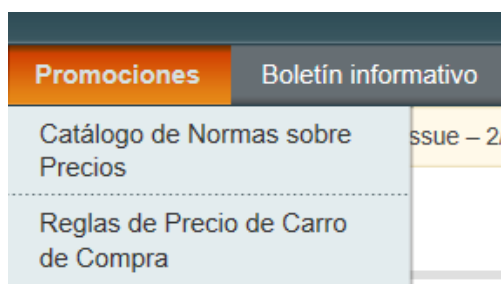 Promociones Boletín informativo
Catálogo de Normas sobre
Precios
ssue – 2
Reglas de Precio de Carro
de Compra